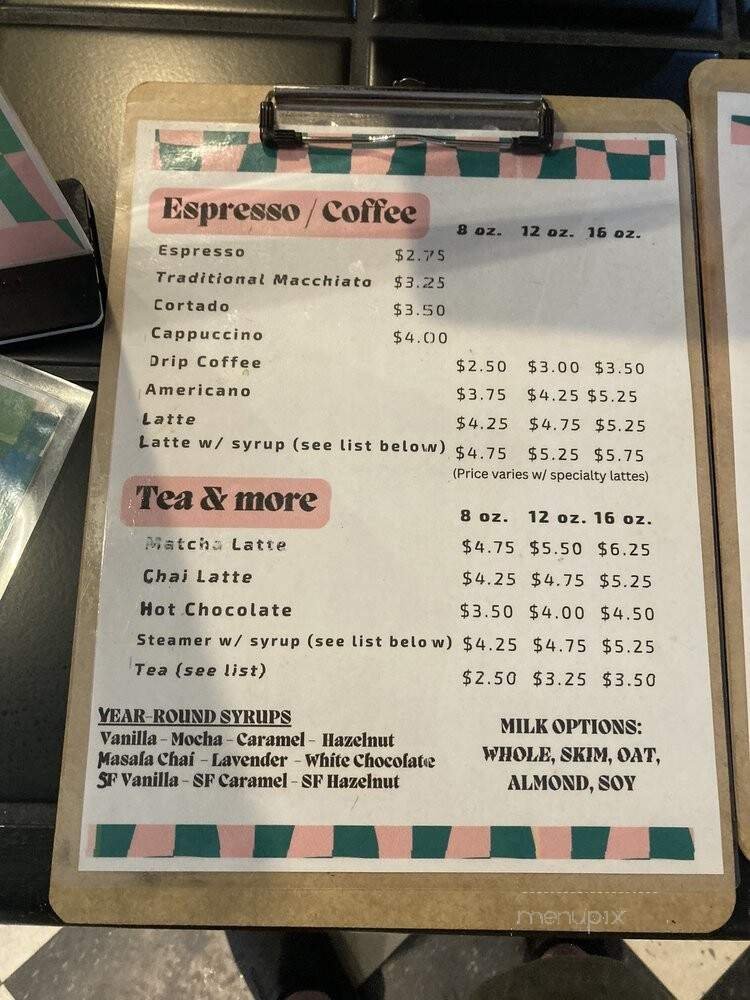 Espresso / Coffee
8 oz. 12 oz. 16 oz.
Espresso $2.75
Traditional Macchiato $3.25
Cortado $3.50
Cappuccino $4.00
Drip Coffee $2.50 $3.00 $3.50
Americano $3.75 $4.25 $5.25
Latte $4.25 $4.75 $5.25
Latte w/ syrup (see list below) $4.75 $5.25 $5.75
(Price varies w/ specialty lattes)
Tea & more
8 oz. 12 oz. 16 oz.
Matcha Latte $4.75 $5.50 $6.25
Chai Latte $4.25 $4.75 $5.25
Hot Chocolate $3.50 $4.00 $4.50
Steamer w/ syrup (see list below) $4.25 $4.75 $5.25
Tea (see list) $2.50 $3.25 $3.50
YEAR-ROUND SYRUPS
Vanilla - Mocha - Caramel - Hazelnut
Masala Chai - Lavender - White Chocolate
SF Vanilla - SF Caramel - SF Hazelnut
MILK OPTIONS:
WHOLE, SKIM, OAT,
ALMOND, SOY
menupix